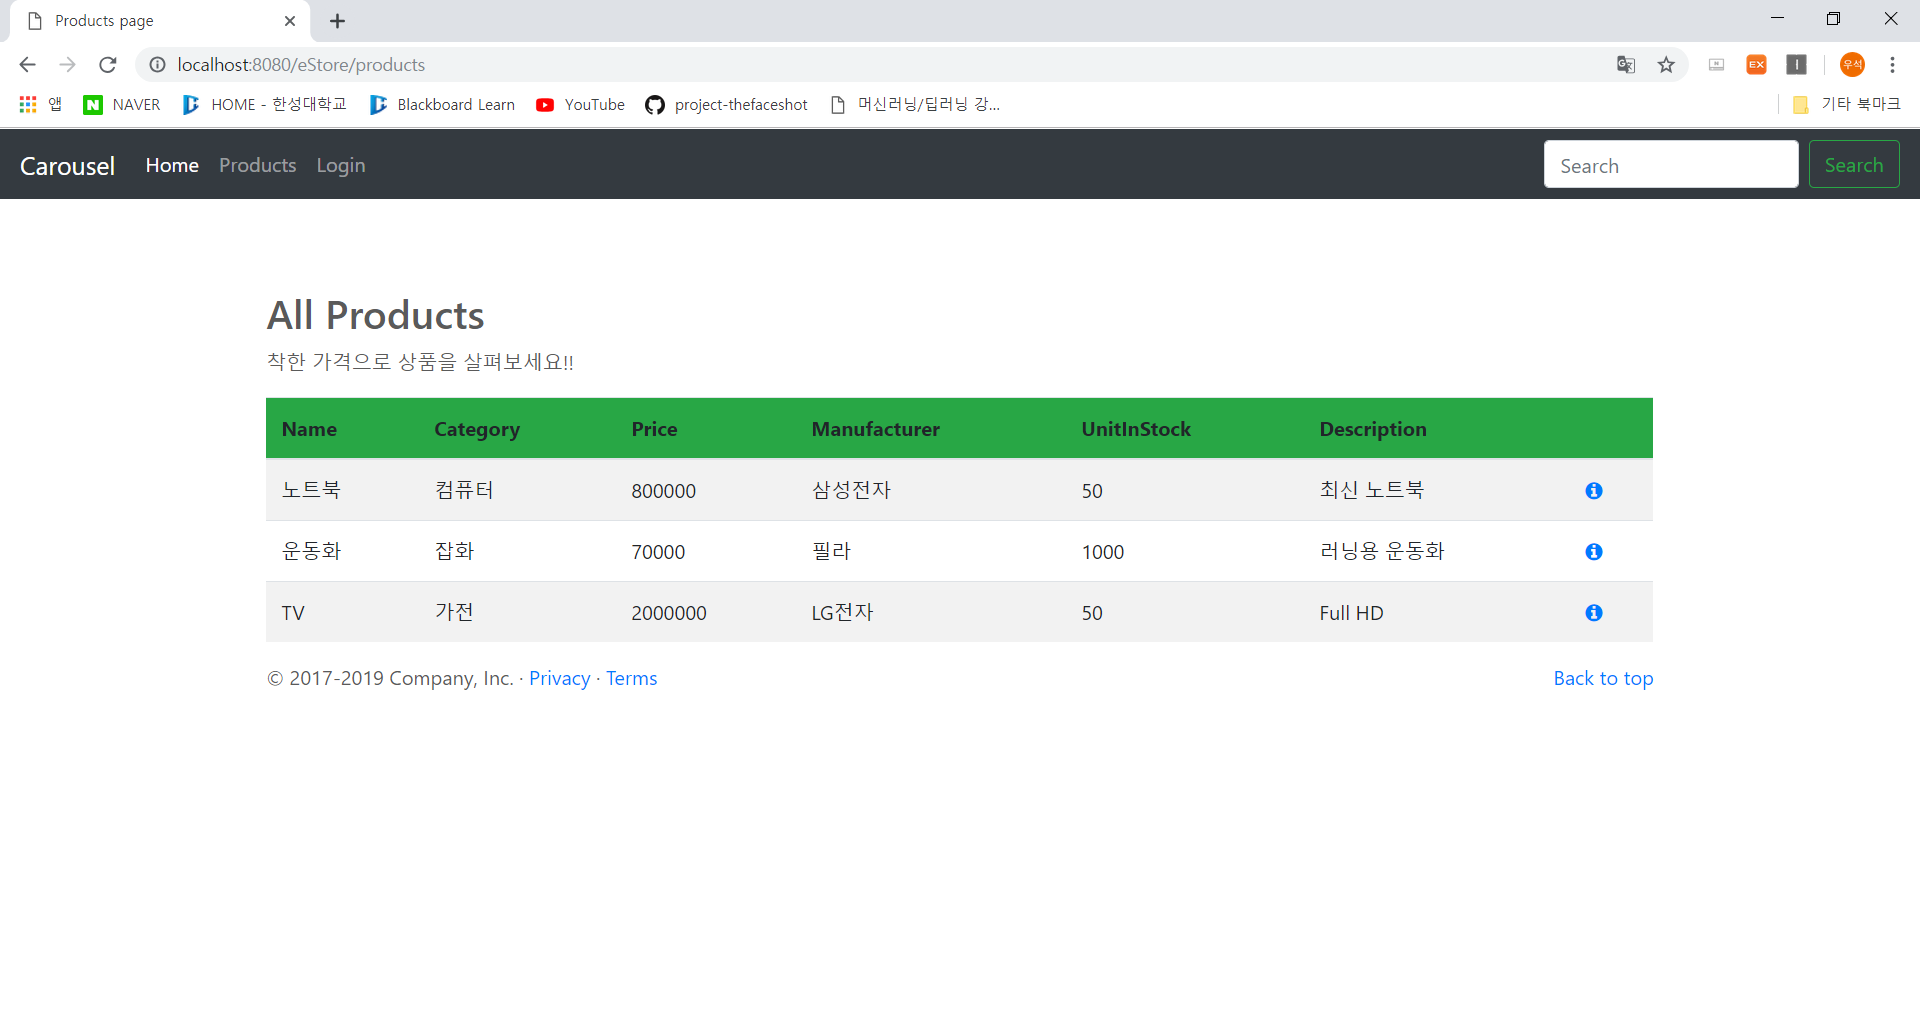 Products page
localhost:8080/eStore/products
EX
우석
앱 NAVER HOME - 한성대학교 Blackboard Learn YouTube project-thefaceshot 머신러닝/딥러닝 강... 기타 북마크
Carousel Home Products Login Search Search
All Products
착한 가격으로 상품을 살펴보세요!!
Name Category Price Manufacturer UnitInStock Description
노트북 컴퓨터 800000 삼성전자 50 최신 노트북
운동화 잡화 70000 필라 1000 러닝용 운동화
TV 가전 2000000 LG전자 50 Full HD
© 2017-2019 Company, Inc. · Privacy · Terms Back to top